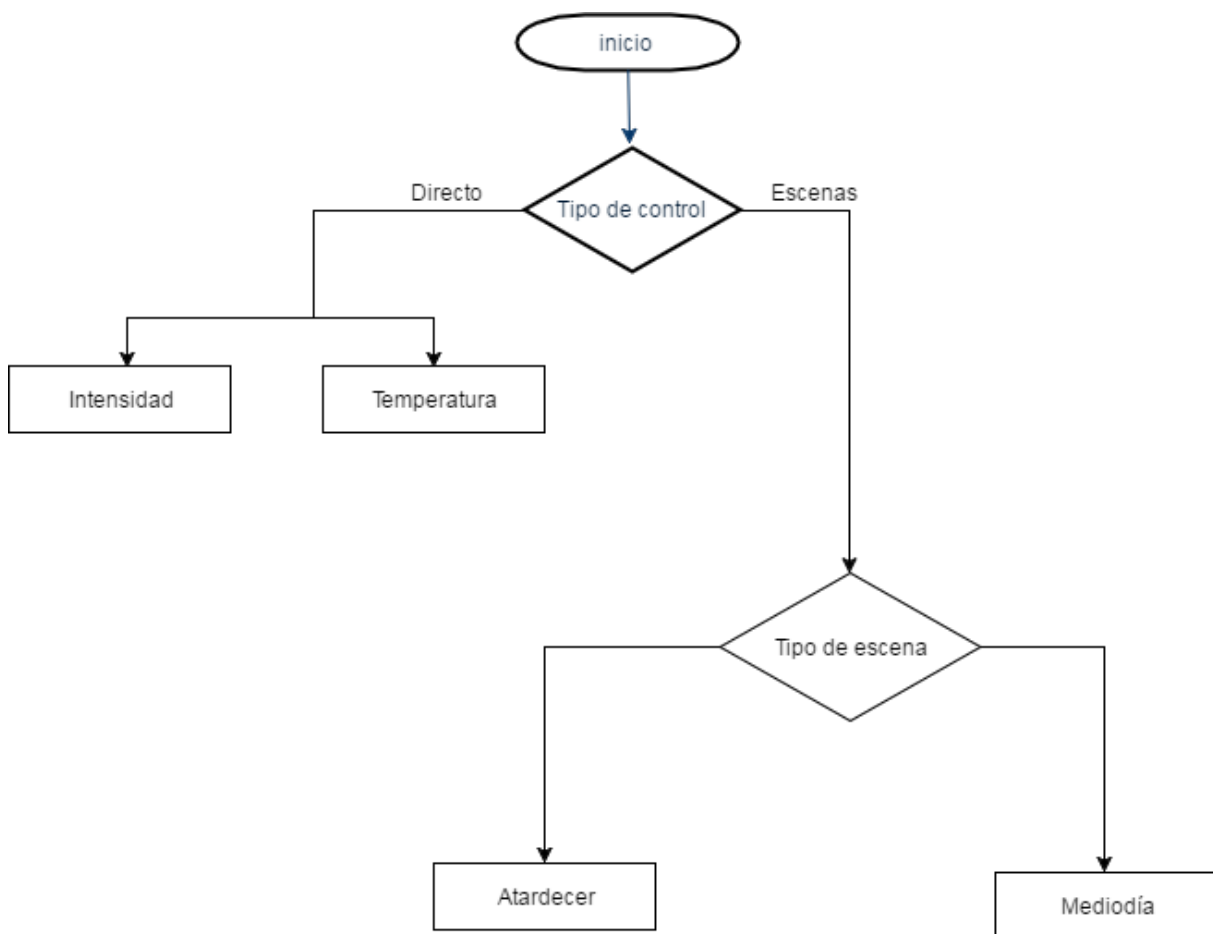 inicio
Directo
Tipo de control
Escenas
Intensidad
Temperatura
Tipo de escena
Atardecer
Mediodía